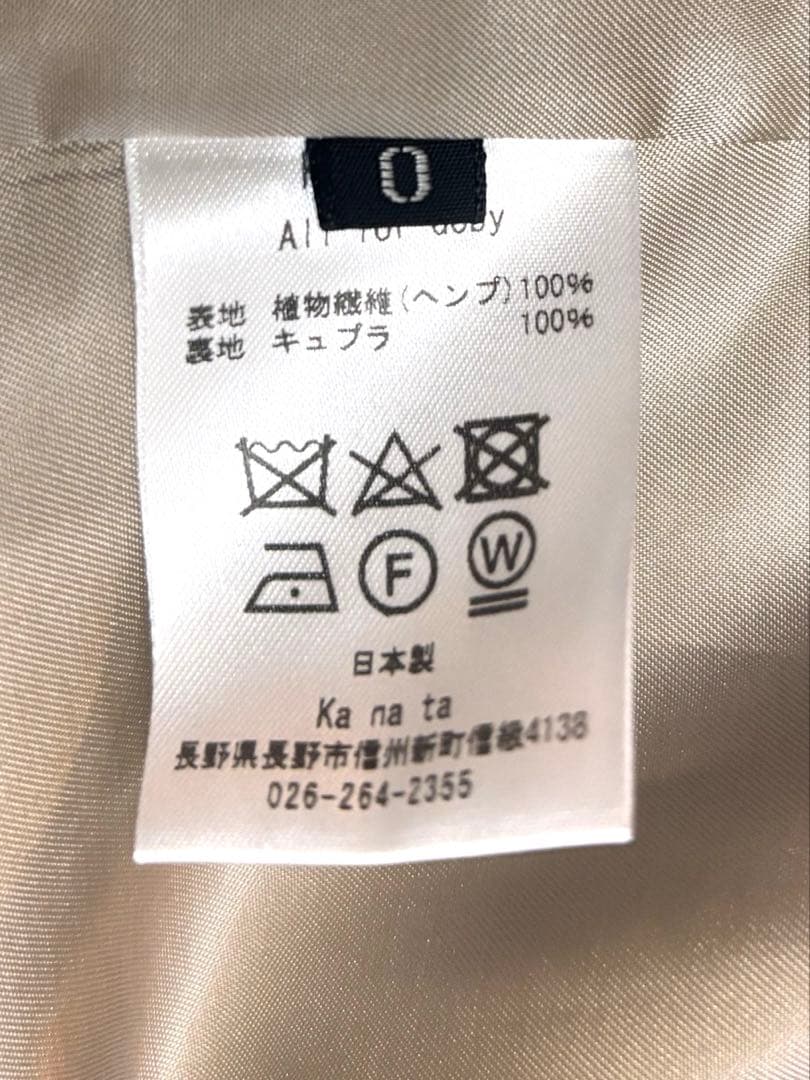 0
All for
表地 植物繊維(ヘンプ)100%
裏地 キュプラ 100%
F
W
日本製
Ka na ta
長野県長野市信州新町信級4138
026-264-2355